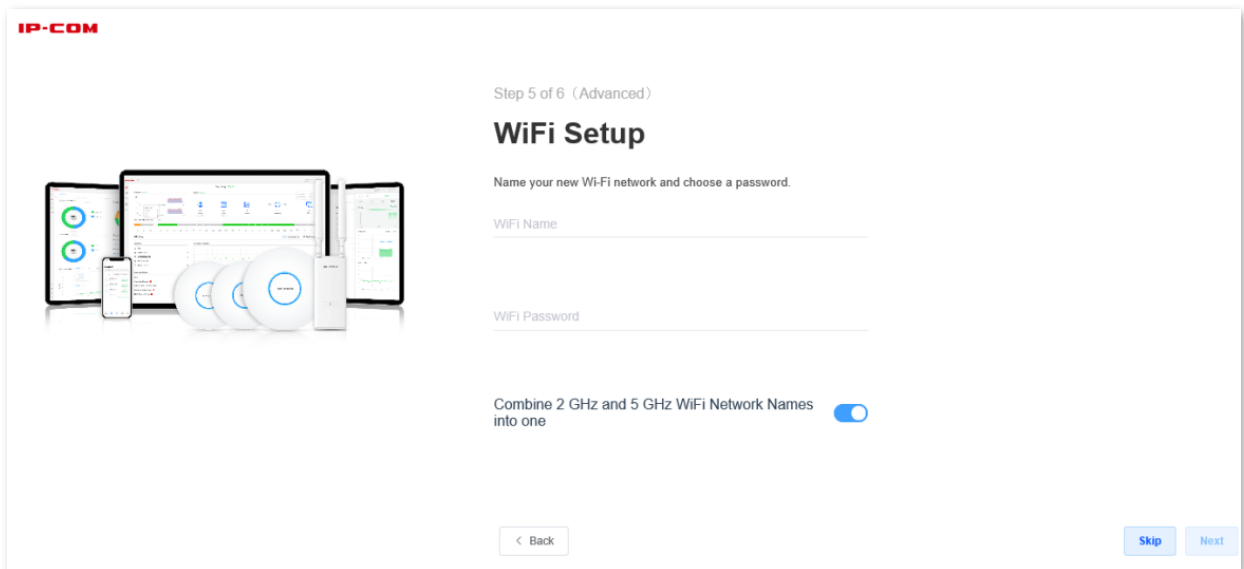 IP-COM
Step 5 of 6（Advanced）
WiFi Setup
Name your new Wi-Fi network and choose a password.
WiFi Name
WiFi Password
Combine 2 GHz and 5 GHz WiFi Network Names
into one
< Back
Skip
Next